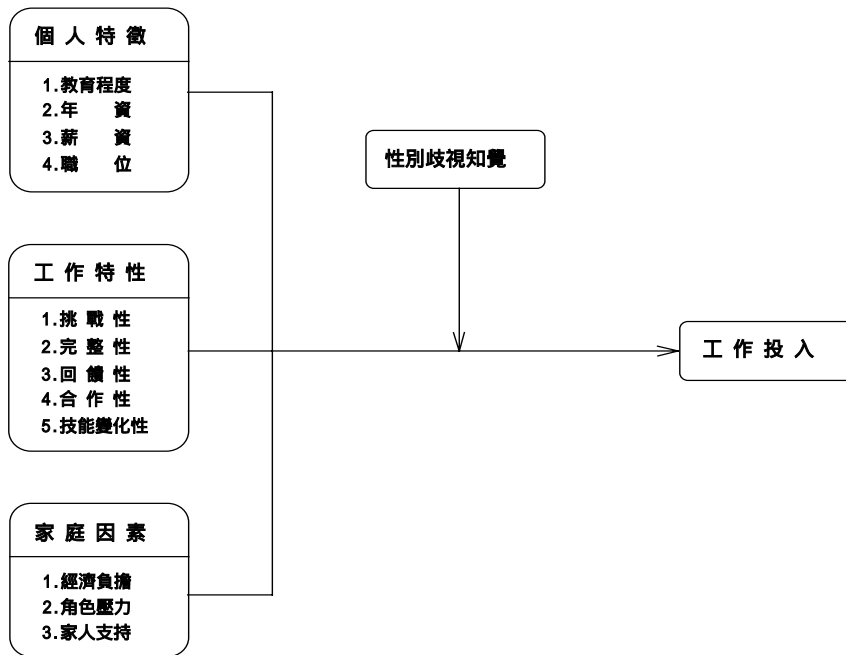 個人特徵
1.教育程度
2.年資
3.薪資
4.職位
性別歧視知覺
工作特性
1.挑戰性
2.完整性
3.回饋性
4.合作性
5.技能變化性
工作投入
家庭因素
1.經濟負擔
2.角色壓力
3.家人支持